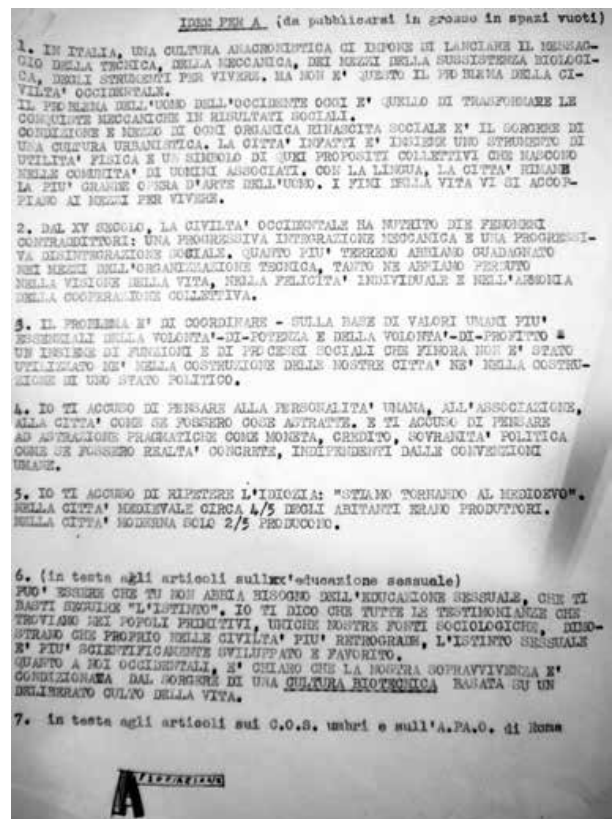 IDEE PER A (da pubblicarsi in grosso in spazi vuoti)
1. IN ITALIA, UNA CULTURA ANACRONISTICA CI IMPONE DI LANCIARE IL MESSAG-
GIO DELLA TECNICA, DELLA MECCANICA, DEI MEZZI DELLA SUSSISTENZA BIOLOGI-
CA, DEGLI STRUMENTI PER VIVERE. MA NON E' QUESTO IL PROBLEMA DELLA CI-
VILTA' OCCIDENTALE.
IL PROBLEMA DELL'UOMO DELL'OCCIDENTE OGGI E' QUELLO DI TRASFORMARE LE
CONQUISTE MECCANICHE IN RISULTATI SOCIALI.
CONDIZIONE E MEZZO DI OGNI ORGANICA RINASCITA SOCIALE E' IL SORGERE DI
UNA CULTURA URBANISTICA. LA CITTA' INFATTI E' INSIEME UNO STRUMENTO DI
UTILITA' FISICA E UN SIMBOLO DI QUEI PROPOSITI COLLETTIVI CHE NASCONO
NELLE COMUNITA' DI UOMINI ASSOCIATI. CON LA LINGUA, LA CITTA' RIMANE
LA PIU' GRANDE OPERA D'ARTE DELL'UOMO. I FINI DELLA VITA VI SI ACCOP-
PIANO AI MEZZI PER VIVERE.
2. DAL XV SECOLO, LA CIVILTA' OCCIDENTALE HA NUTRITO DIE FENOMENI
CONTRADDITTORI: UNA PROGRESSIVA INTEGRAZIONE MECCANICA E UNA PROGRESSI-
VA DISINTEGRAZIONE SOCIALE. QUANTO PIU' TERRENO ABBIAMO GUADAGNATO
NEI MEZZI DELL'ORGANIZZAZIONE TECNICA, TANTO NE ABBIAMO PERDUTO
NELLA VISIONE DELLA VITA, NELLA FELICITA' INDIVIDUALE E NELL'ARMONIA
DELLA COOPERAZIONE COLLETTIVA.
3. IL PROBLEMA E' DI COORDINARE - SULLA BASE DI VALORI UMANI PIU'
ESSENZIALI DELLA VOLONTA'-DI-POTENZA E DELLA VOLONTA'-DI-PROFITTO -
UN INSIEME DI FUNZIONI E DI PROCESSI SOCIALI CHE FINORA NON E' STATO
UTILIZZATO NE' NELLA COSTRUZIONE DELLE NOSTRE CITTA' NE' NELLA COSTRU-
ZIONE DI UNO STATO POLITICO.
4. IO TI ACCUSO DI PENSARE ALLA PERSONALITA' UMANA, ALL'ASSOCIAZIONE,
ALLA CITTA' COME SE FOSSERO COSE ASTRATTE. E TI ACCUSO DI PENSARE
AD ASTRAZIONI PRAGMATICHE COME MONETA, CREDITO, SOVRANITA' POLITICA
COME SE FOSSERO REALTA' CONCRETE, INDIPENDENTI DALLE CONVENZIONI
UMANE.
5. IO TI ACCUSO DI RIPETERE L'IDIOZIA: "STIAMO TORNANDO AL MEDIOEVO".
NELLA CITTA' MEDIEVALE CIRCA 4/5 DEGLI ABITANTI ERANO PRODUTTORI.
NELLA CITTA' MODERNA SOLO 2/5 PRODUCONO.
6. (in testa agli articoli sullxx'educazione sessuale)
PUO' ESSERE CHE TU NON ABBIA BISOGNO DELL'EDUCAZIONE SESSUALE, CHE TI
BASTI SEGUIRE "L'ISTINTO". IO TI DICO CHE TUTTE LE TESTIMONIANZE CHE
TROVIAMO NEI POPOLI PRIMITIVI, UNICHE NOSTRE FONTI SOCIOLOGICHE, DIMO-
STRANO CHE PROPRIO NELLE CIVILTA' PIU' RETROGRADE, L'ISTINTO SESSUALE
E' PIU' SCIENTIFICAMENTE SVILUPPATO E FAVORITO.
QUANTO A NOI OCCIDENTALI, E' CHIARO CHE LA NOSTRA SOPRAVVIVENZA E'
CONDIZIONATA DAL SORGERE DI UNA CULTURA BIOTECNICA BASATA SU UN
DELIBERATO CULTO DELLA VITA.
7. in testa agli articoli sui C.O.S. umbri e sull'A.PA.O. di Roma
A